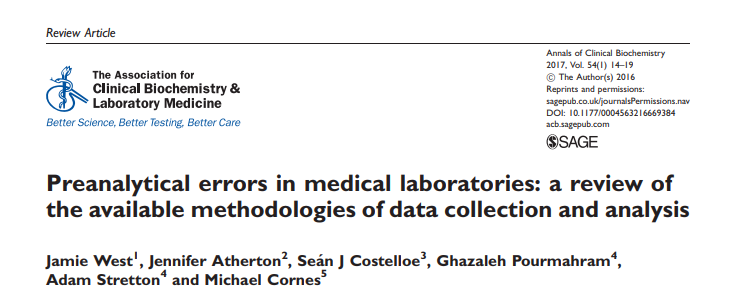 Review Article
The Association for
Clinical Biochemistry &
Laboratory Medicine
Better Science, Better Testing, Better Care
Annals of Clinical Biochemistry
2017, Vol. 54(1) 14–19
© The Author(s) 2016
Reprints and permissions:
sagepub.co.uk/journalsPermissions.nav
DOI: 10.1177/0004563216669384
acb.sagepub.com
SAGE
Preanalytical errors in medical laboratories: a review of
the available methodologies of data collection and analysis
Jamie West¹, Jennifer Atherton², Seán J Costelloe³, Ghazaleh Pourmahram⁴,
Adam Stretton⁴ and Michael Cornes⁵